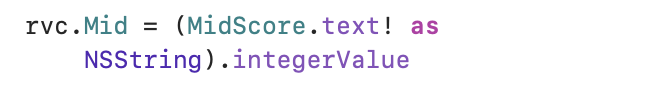 rvc.Mid = (MidScore.text! as
NSString).integerValue